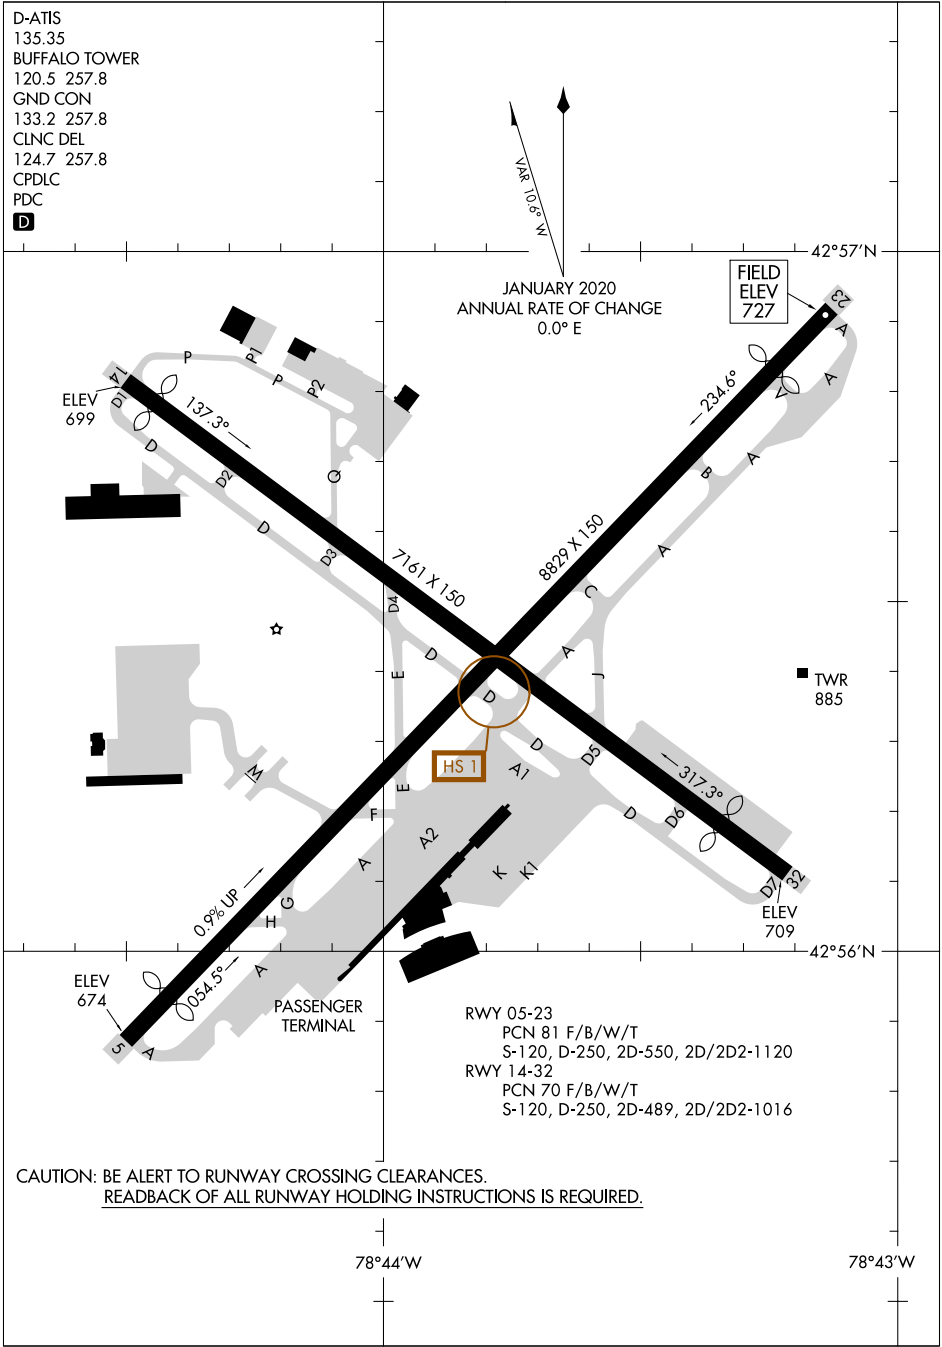 D-ATIS
135.35
BUFFALO TOWER
120.5 257.8
GND CON
133.2 257.8
CLNC DEL
124.7 257.8
CPDLC
PDC
D
VAR 10.6° W
JANUARY 2020
ANNUAL RATE OF CHANGE
0.0° E
42°57'N
FIELD
ELEV
727
23
A
A
V
234.6°
P1
P
P
P2
14
D1
ELEV
699
137.3°
D
D2
Q
B
A
D
D3
7161 X 150
8829 X 150
A
D4
C
D
E
A
J
D
TWR
885
HS 1
D
A1
D5
317.3°
M
E
F
D
D6
A2
A
K
K1
D7
32
ELEV
709
0.9% UP
G
H
A
054.5°
42°56'N
ELEV
674
5
A
PASSENGER
TERMINAL
RWY 05-23
PCN 81 F/B/W/T
S-120, D-250, 2D-550, 2D/2D2-1120
RWY 14-32
PCN 70 F/B/W/T
S-120, D-250, 2D-489, 2D/2D2-1016
CAUTION: BE ALERT TO RUNWAY CROSSING CLEARANCES.
READBACK OF ALL RUNWAY HOLDING INSTRUCTIONS IS REQUIRED.
78°44'W
78°43'W